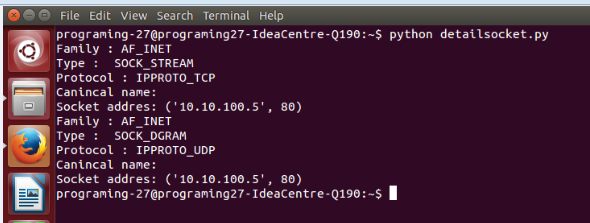 File Edit View Search Terminal Help
programing-27@programing27-IdeaCentre-Q190:~$ python detailsocket.py
Family : AF_INET
Type :  SOCK_STREAM
Protocol : IPPROTO_TCP
Canincal name:
Socket addres: ('10.10.100.5', 80)
Family : AF_INET
Type :  SOCK_DGRAM
Protocol : IPPROTO_UDP
Canincal name:
Socket addres: ('10.10.100.5', 80)
programing-27@programing27-IdeaCentre-Q190:~$